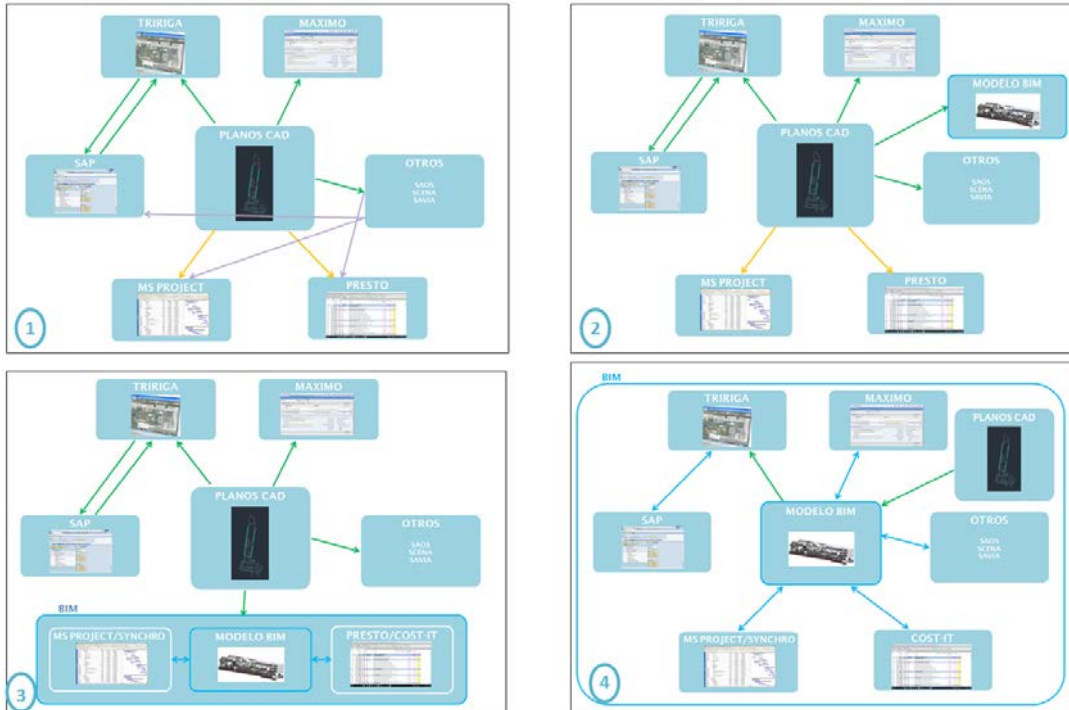 TRIRIGA
MAXIMO
PLANOS CAD
SAP
OTROS
SAOS
SCENA
SAVIA
MS PROJECT
PRESTO
1
TRIRIGA
MAXIMO
MODELO BIM
PLANOS CAD
SAP
OTROS
SAOS
SCENA
SAVIA
MS PROJECT
PRESTO
2
TRIRIGA
MAXIMO
PLANOS CAD
SAP
OTROS
SAOS
SCENA
SAVIA
BIM
MS PROJECT/SYNCHRO
MODELO BIM
PRESTO/COST-IT
3
BIM
TRIRIGA
MAXIMO
PLANOS CAD
MODELO BIM
SAP
OTROS
SAOS
SCENA
SAVIA
MS PROJECT/SYNCHRO
COST-IT
4